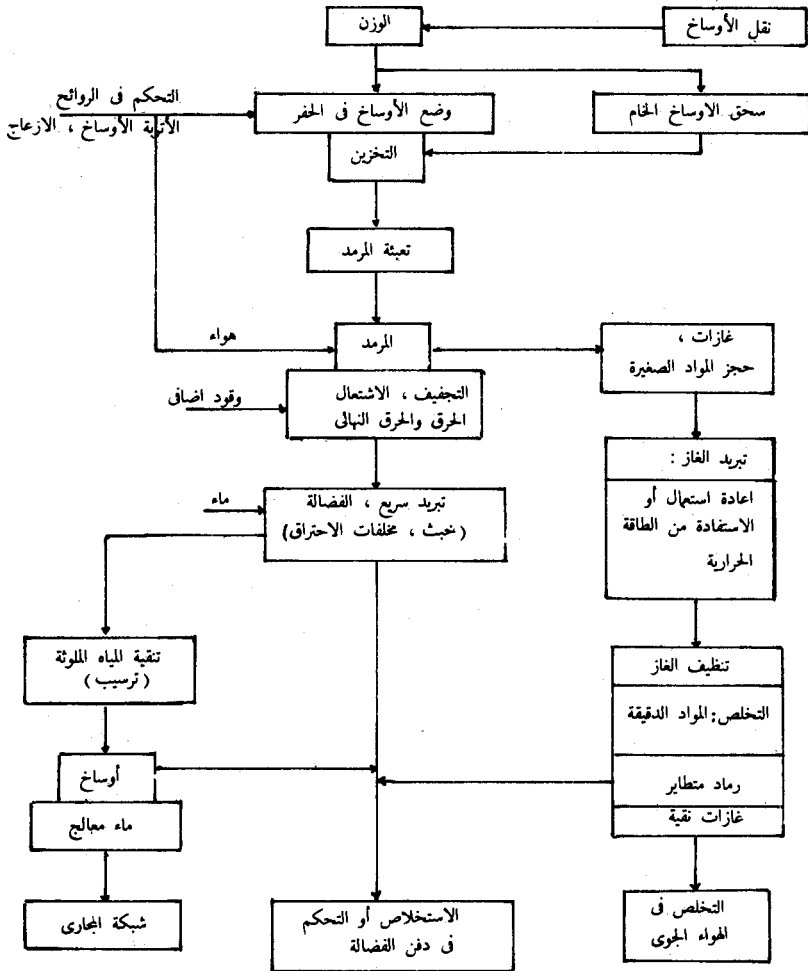 نقل الأوساخ
الوزن
التحكم فى الروائح
الأتربة الأوساخ ، الازعاج
وضع الأوساخ فى الحفر
سحق الاوساخ الخام
التخزين
تعبئة المرمد
هواء
المرمد
غازات ،
حجز المواد الصغيرة
وقود اضافى
التجفيف ، الاشتعال
الحرق والحرق النهالى
تبريد الغاز :
اعادة استعمال أو
الاستفادة من الطاقة
الحرارية
ماء
تبريد سريع ، الفضالة
(خبث ، مخلفات الاحتراق)
تنقية المياه الملوثة
(ترسيب)
تنظيف الغاز
التخلص : المواد الدقيقة
أوساخ
رماد متطاير
ماء معالج
غازات نقية
شبكة المجارى
الاستخلاص أو التحكم
فى دفن الفضالة
التخلص فى
الهواء الجوى